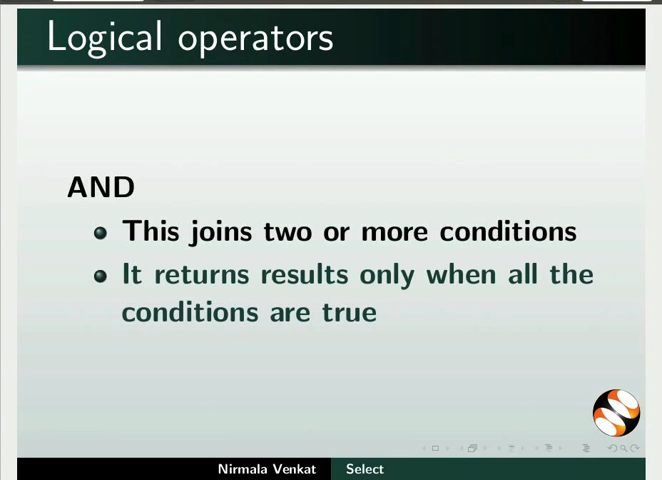 Logical operators
AND
This joins two or more conditions
It returns results only when all the
conditions are true
Nirmala Venkat Select